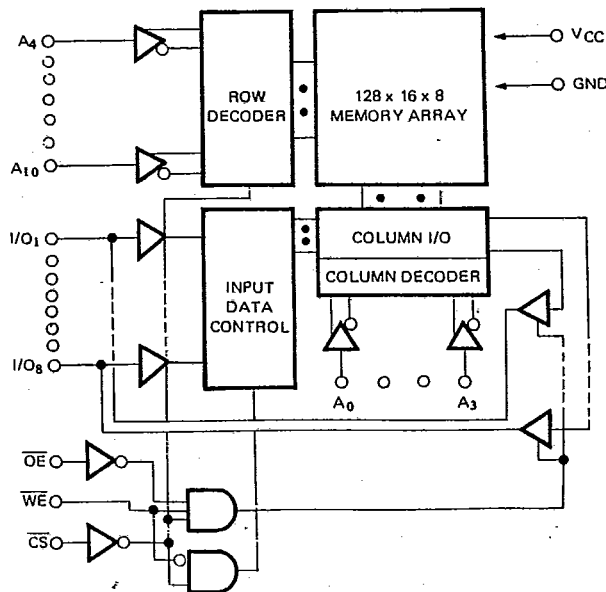 A4
VCC
ROW
DECODER
128 x 16 x 8
MEMORY ARRAY
GND
A10
I/O1
COLUMN I/O
INPUT
DATA
CONTROL
COLUMN DECODER
I/O8
A0
A3
OE
WE
CS